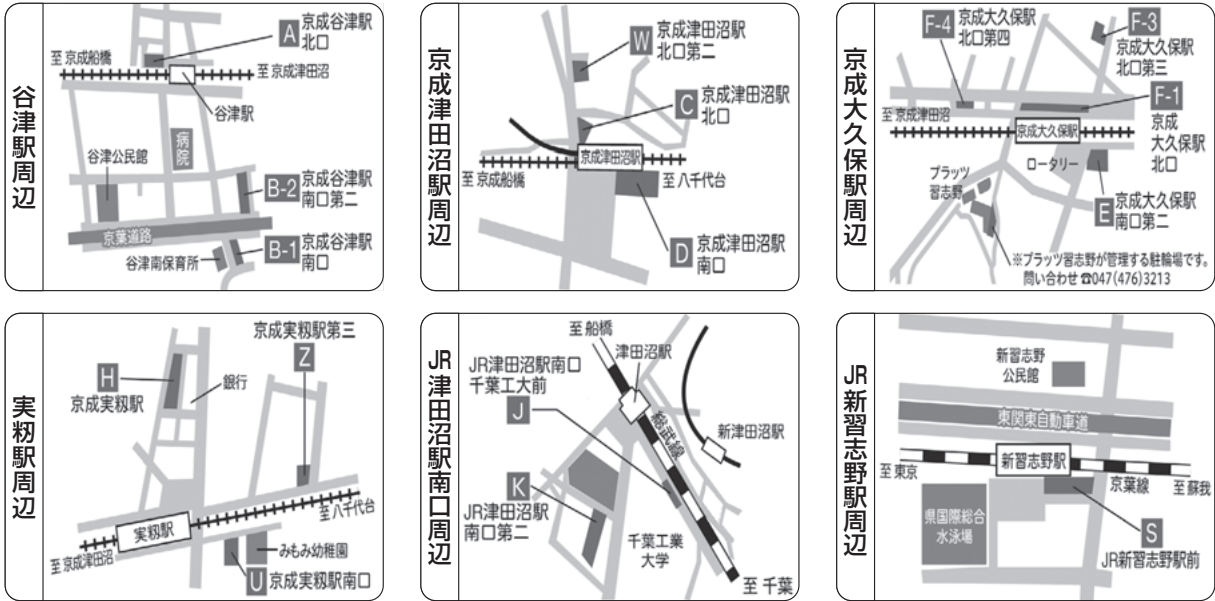 谷津駅周辺
A
京成谷津駅
北口
至 京成船橋
至 京成津田沼
谷津駅
病院
谷津公民館
B-2
京成谷津駅
南口第二
京葉道路
谷津南保育所
B-1
京成谷津駅
南口
京成津田沼駅周辺
W
京成津田沼駅
北口第二
C
京成津田沼駅
北口
京成津田沼駅
至 京成船橋
至 八千代台
D
京成津田沼駅
南口
京成大久保駅周辺
F-4
京成大久保駅
北口第四
F-3
京成大久保駅
北口第三
F-1
京成
大久保駅
北口
至 京成津田沼
京成大久保駅
プラッツ
習志野
ロータリー
E
京成大久保駅
南口第二
※プラッツ習志野が管理する駐輪場です。
問い合わせ ☎047(476)3213
実籾駅周辺
京成実籾駅第三
Z
H
京成実籾駅
銀行
実籾駅
至 八千代台
至 京成津田沼
みもみ幼稚園
U
京成実籾駅南口
JR津田沼駅南口周辺
至 船橋
津田沼駅
JR津田沼駅南口
千葉工大前
J
総武線
新津田沼駅
K
JR津田沼駅
南口第二
千葉工業
大学
至 千葉
JR新習志野駅周辺
新習志野
公民館
東関東自動車道
新習志野駅
至 東京
京葉線
至 蘇我
県国際総合
水泳場
S
JR新習志野駅前